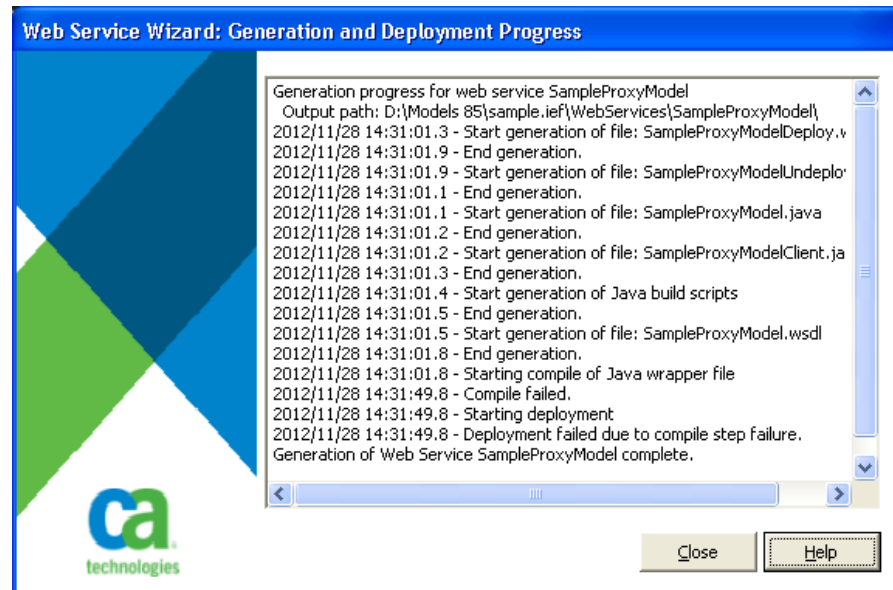 Web Service Wizard: Generation and Deployment Progress
Generation progress for web service SampleProxyModel
Output path: D:\Models 85\sample.ief\WebServices\SampleProxyModel\
2012/11/28 14:31:01.3 - Start generation of file: SampleProxyModelDeploy.w
2012/11/28 14:31:01.9 - End generation.
2012/11/28 14:31:01.9 - Start generation of file: SampleProxyModelUndeploy
2012/11/28 14:31:01.1 - End generation.
2012/11/28 14:31:01.1 - Start generation of file: SampleProxyModel.java
2012/11/28 14:31:01.2 - End generation.
2012/11/28 14:31:01.2 - Start generation of file: SampleProxyModelClient.ja
2012/11/28 14:31:01.3 - End generation.
2012/11/28 14:31:01.4 - Start generation of Java build scripts
2012/11/28 14:31:01.5 - End generation.
2012/11/28 14:31:01.5 - Start generation of file: SampleProxyModel.wsdl
2012/11/28 14:31:01.8 - End generation.
2012/11/28 14:31:01.8 - Starting compile of Java wrapper file
2012/11/28 14:31:49.8 - Compile failed.
2012/11/28 14:31:49.8 - Starting deployment
2012/11/28 14:31:49.8 - Deployment failed due to compile step failure.
Generation of Web Service SampleProxyModel complete.
ca
technologies
Close
Help